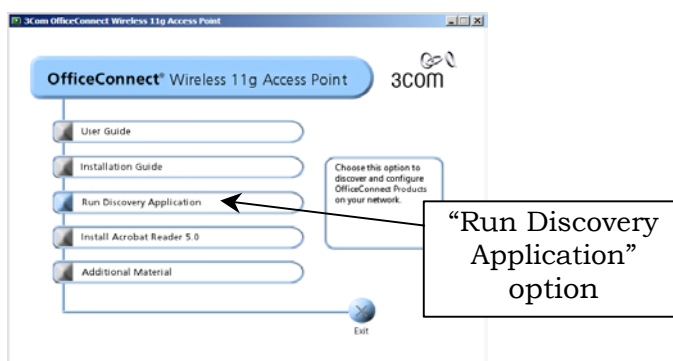 3Com OfficeConnect Wireless 11g Access Point
OfficeConnect® Wireless 11g Access Point
3COM
User Guide
Installation Guide
Run Discovery Application
Install Acrobat Reader 5.0
Additional Material
Choose this option to
discover and configure
OfficeConnect Products
on your network.
Exit
“Run Discovery
Application”
option